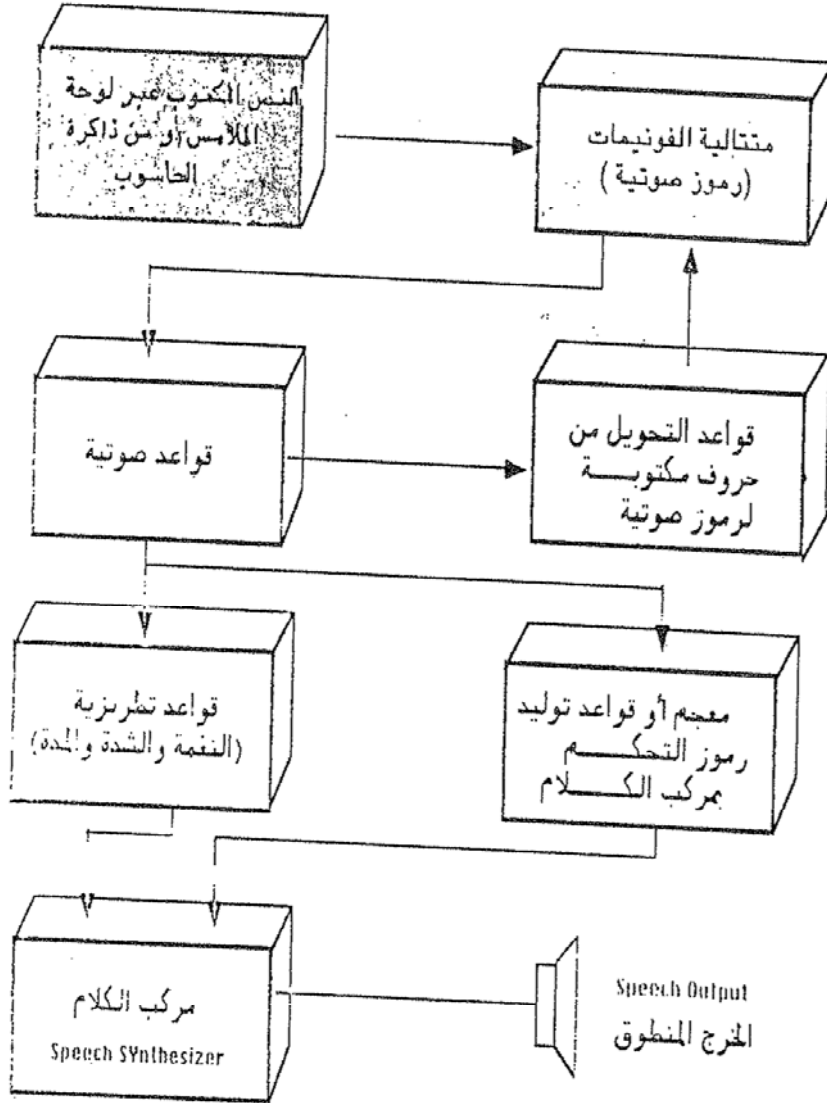 النص المكتوب عبر لوحة
الملامس أو من ذاكرة
الحاسوب
متتالية الفونيمات
(رموز صوتية)
قواعد صوتية
قواعد التحويل من
حروف مكتوبة
لرموز صوتية
قواعد تطريزية
(النغمة والشدة والمدة)
معجم أو قواعد توليد
رموز التحكم
بمركب الكلام
مركب الكلام
Speech SYnthesizer
Speech Output
الخرج المنطوق